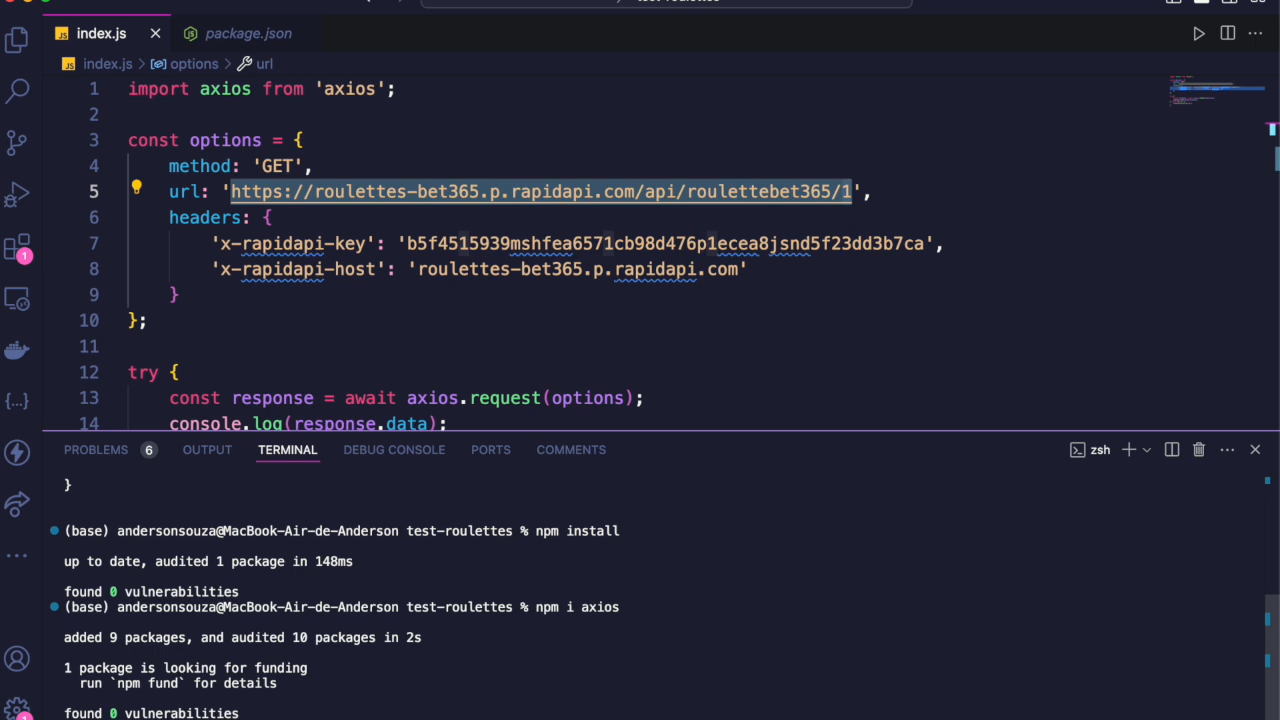 index.js
package.json
index.js > options > url
1 import axios from 'axios';
2
3 const options = {
4 method: 'GET',
5 url: 'https://roulettes-bet365.p.rapidapi.com/api/roulettebet365/1',
6 headers: {
7 'x-rapidapi-key': 'b5f4515939mshfea6571cb98d476p1ecea8jsnd5f23dd3b7ca',
8 'x-rapidapi-host': 'roulettes-bet365.p.rapidapi.com'
9 }
10 };
11
12 try {
13 const response = await axios.request(options);
14 console.log(response.data);
PROBLEMS 6 OUTPUT TERMINAL DEBUG CONSOLE PORTS COMMENTS zsh
}
(base) andersonsouza@MacBook-Air-de-Anderson test-roulettes % npm install
up to date, audited 1 package in 148ms
found 0 vulnerabilities
(base) andersonsouza@MacBook-Air-de-Anderson test-roulettes % npm i axios
added 9 packages, and audited 10 packages in 2s
1 package is looking for funding
run `npm fund` for details
found 0 vulnerabilities